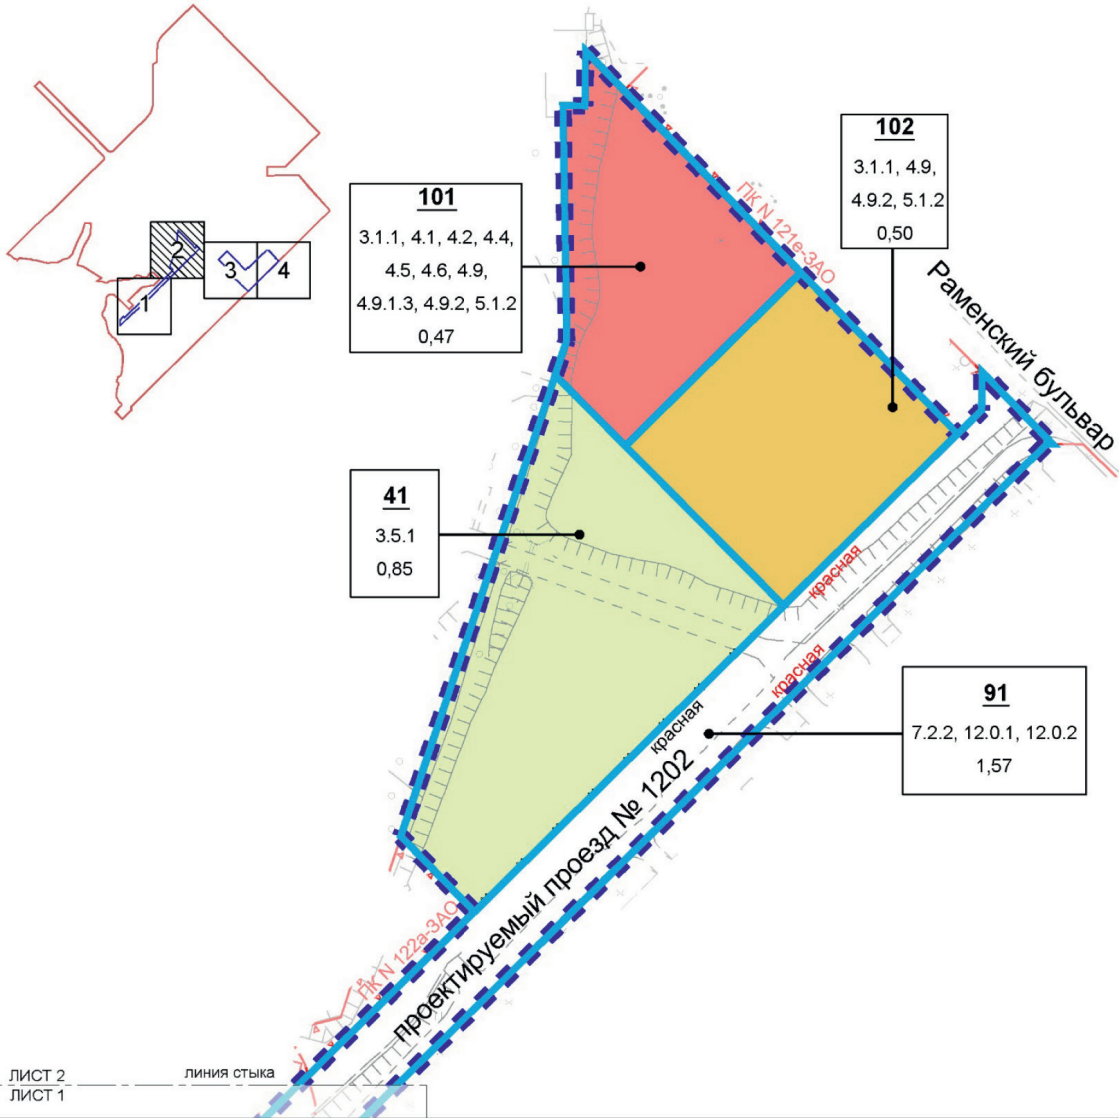 2
3
4
1
101
3.1.1, 4.1, 4.2, 4.4,
4.5, 4.6, 4.9,
4.9.1.3, 4.9.2, 5.1.2
0,47
102
3.1.1, 4.9,
4.9.2, 5.1.2
0,50
ПК N 121е-ЗАО
Раменский бульвар
41
3.5.1
0,85
красная
красная
красная
91
7.2.2, 12.0.1, 12.0.2
1,57
проектируемый проезд № 1202
ПК N 122а-ЗАО
ЛИСТ 2
линия стыка
ЛИСТ 1